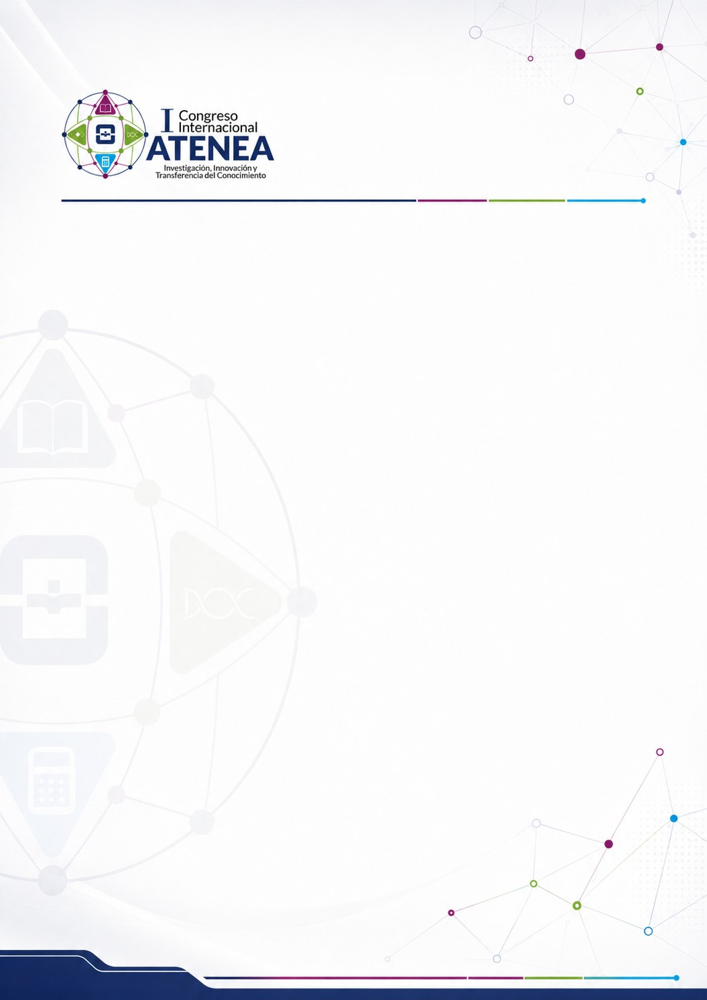 I Congreso
Internacional
ATENEA
Investigación, Innovación y
Transferencia del Conocimiento